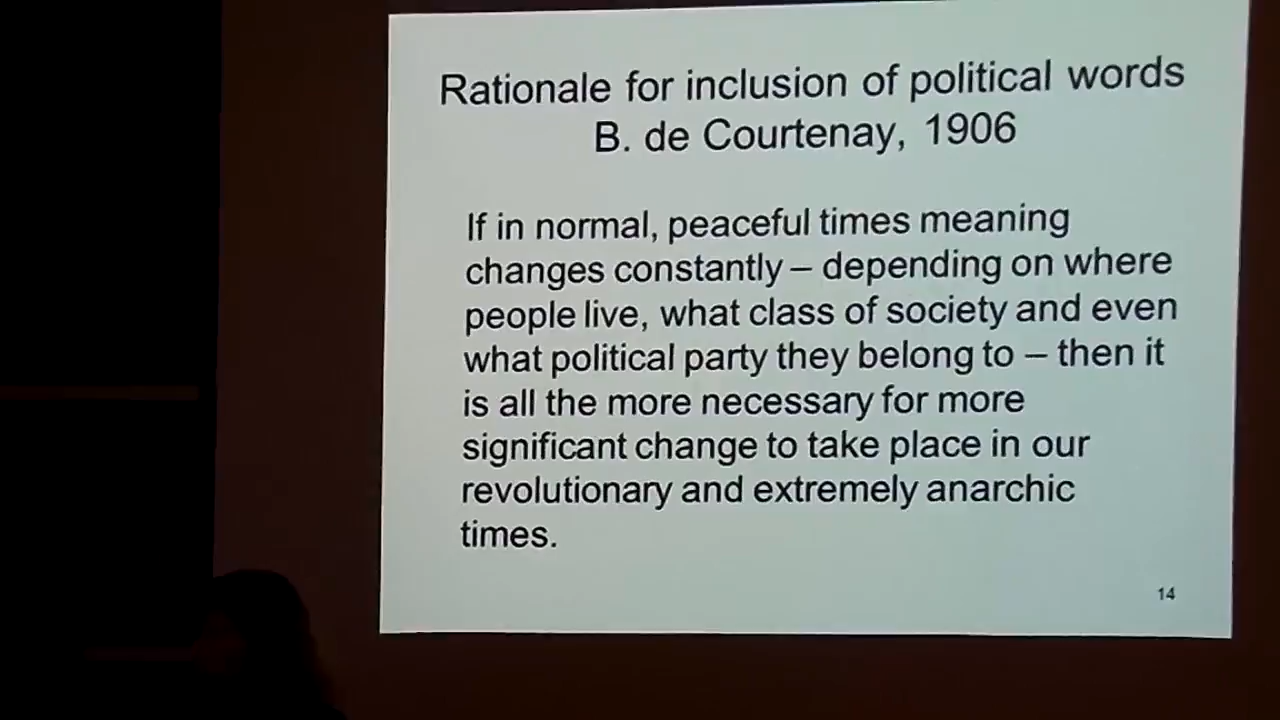 Rationale for inclusion of political words
B. de Courtenay, 1906
If in normal, peaceful times meaning
changes constantly – depending on where
people live, what class of society and even
what political party they belong to – then it
is all the more necessary for more
significant change to take place in our
revolutionary and extremely anarchic
times.
14